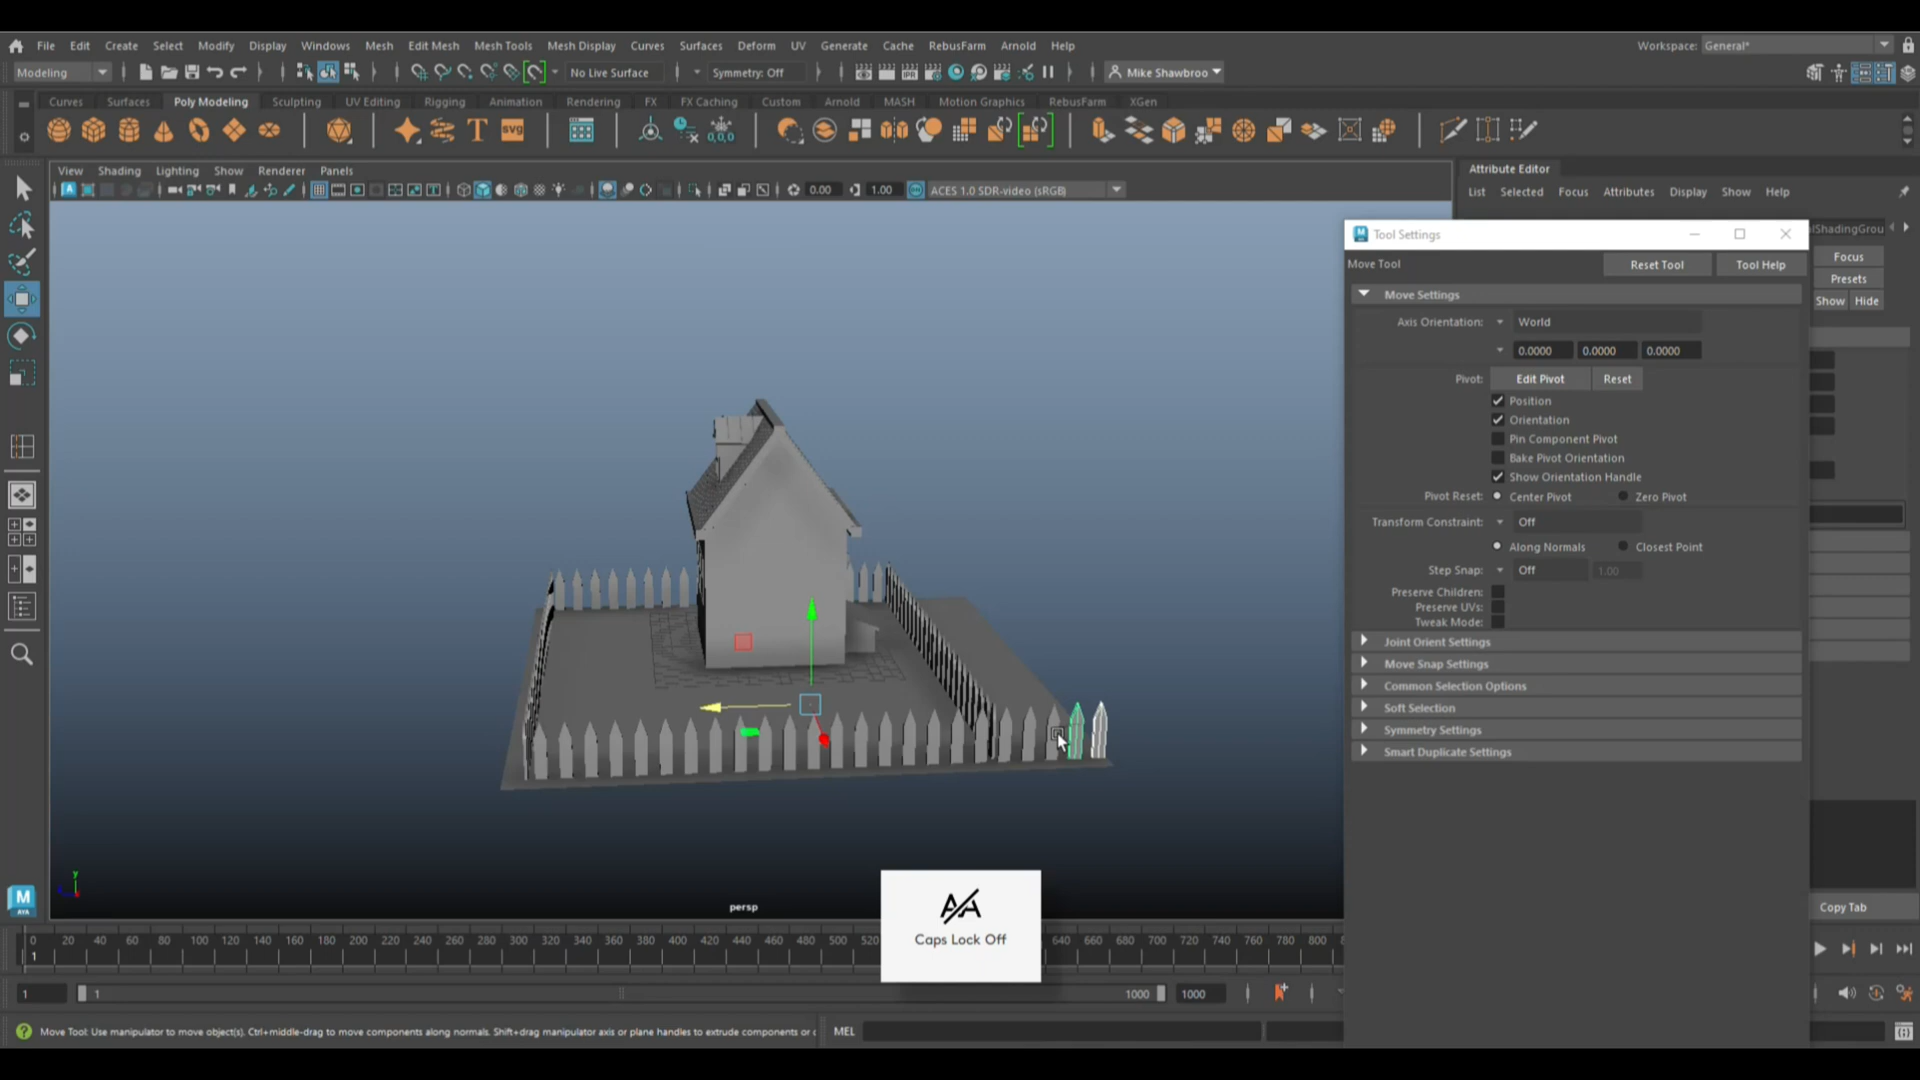 File Edit Create Select Modify Display Windows Mesh Edit Mesh Mesh Tools Mesh Display Curves Surfaces Deform UV Generate Cache RebusFarm Arnold Help
Workspace: General*
Modeling No Live Surface Symmetry: Off Mike Shawbroo
Curves Surfaces Poly Modeling Sculpting UV Editing Rigging Animation Rendering FX FX Caching Custom Arnold MASH Motion Graphics RebusFarm XGen
T SVG 0,0,0
View Shading Lighting Show Renderer Panels
0.00 1.00 ACES 1.0 SDR-video (sRGB)
Attribute Editor
List Selected Focus Attributes Display Show Help
lShadingGrou
Focus
Presets
Show Hide
Tool Settings
Move Tool Reset Tool Tool Help
Move Settings
Axis Orientation: World
0.0000 0.0000 0.0000
Pivot: Edit Pivot Reset
Position
Orientation
Pin Component Pivot
Bake Pivot Orientation
Show Orientation Handle
Pivot Reset: Center Pivot Zero Pivot
Transform Constraint: Off
Along Normals Closest Point
Step Snap: Off 1.00
Preserve Children:
Preserve UVs:
Tweak Mode:
Joint Orient Settings
Move Snap Settings
Common Selection Options
Soft Selection
Symmetry Settings
Smart Duplicate Settings
y
persp
M
AYA
Caps Lock Off
Copy Tab
0 20 40 60 80 100 120 140 160 180 200 220 240 260 280 300 320 340 360 380 400 420 440 460 480 500 520 640 660 680 700 720 740 760 780 800
1
1 1 1000 1000
Move Tool: Use manipulator to move object(s). Ctrl+middle-drag to move components along normals. Shift+drag manipulator axis or plane handles to extrude components or c
MEL